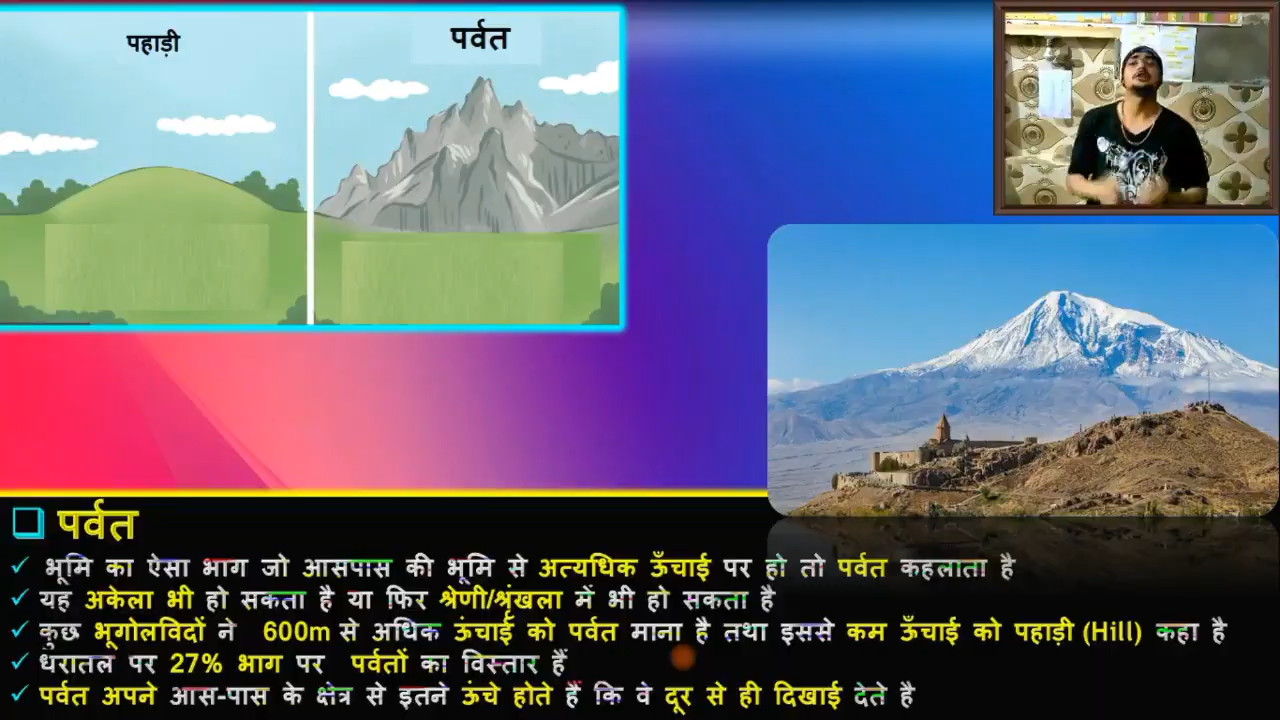 पहाड़ी
पर्वत
पर्वत
भूमि का ऐसा भाग जो आसपास की भूमि से अत्यधिक ऊँचाई पर हो तो पर्वत कहलाता है
यह अकेला भी हो सकता है या फिर श्रेणी/श्रृंखला में भी हो सकता है
कुछ भूगोलविदों ने 600m से अधिक ऊंचाई को पर्वत माना है तथा इससे कम ऊँचाई को पहाड़ी (Hill) कहा है
धरातल पर 27% भाग पर पर्वतों का विस्तार हैं
पर्वत अपने आस-पास के क्षेत्र से इतने ऊंचे होते हैं कि वे दूर से ही दिखाई देते है